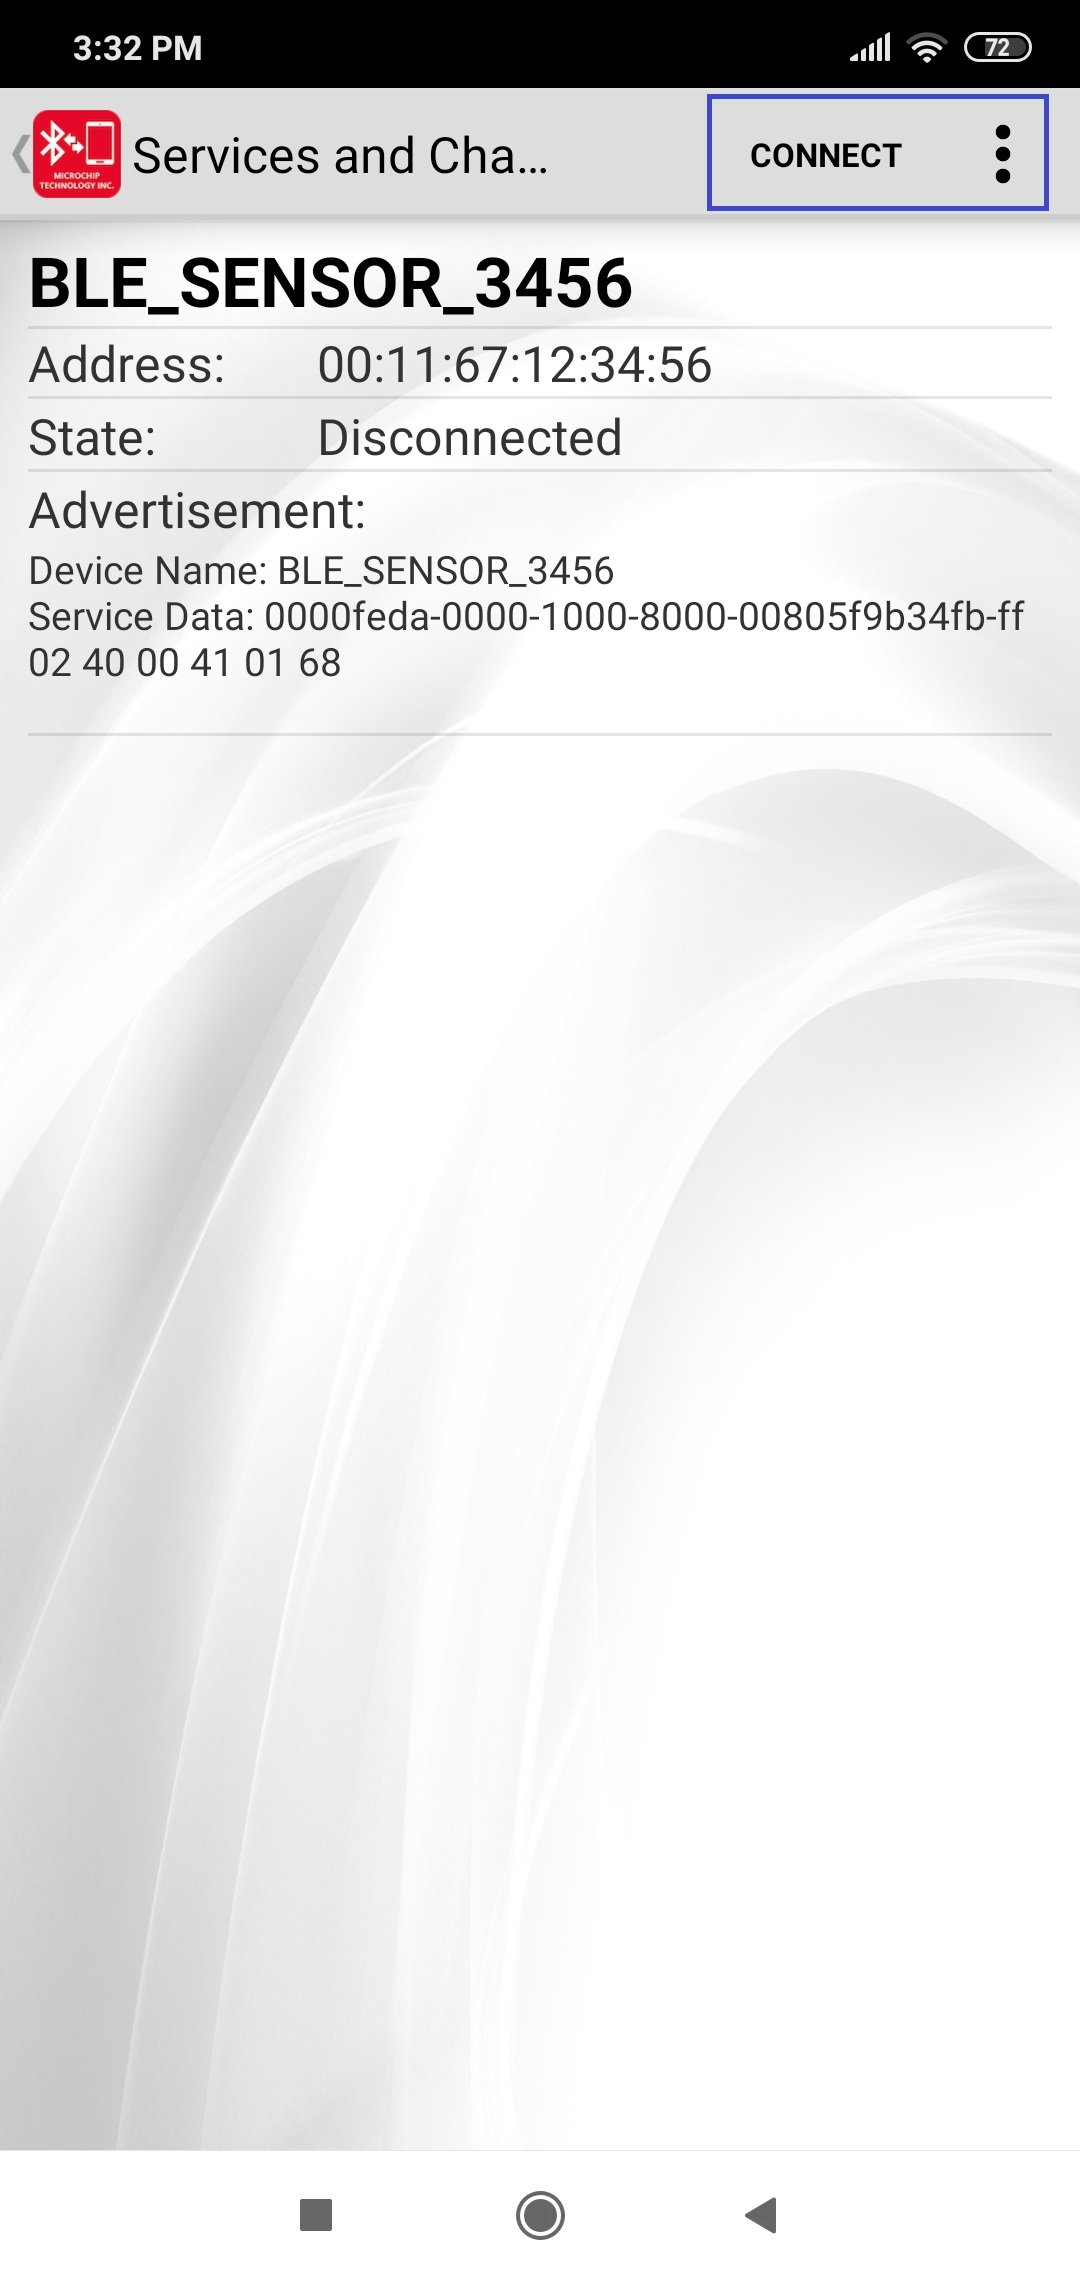 3:32 PM
72
MICROCHIP
TECHNOLOGY INC.
Services and Cha...
CONNECT
BLE_SENSOR_3456
Address: 00:11:67:12:34:56
State: Disconnected
Advertisement:
Device Name: BLE_SENSOR_3456
Service Data: 0000feda-0000-1000-8000-00805f9b34fb-ff
02 40 00 41 01 68